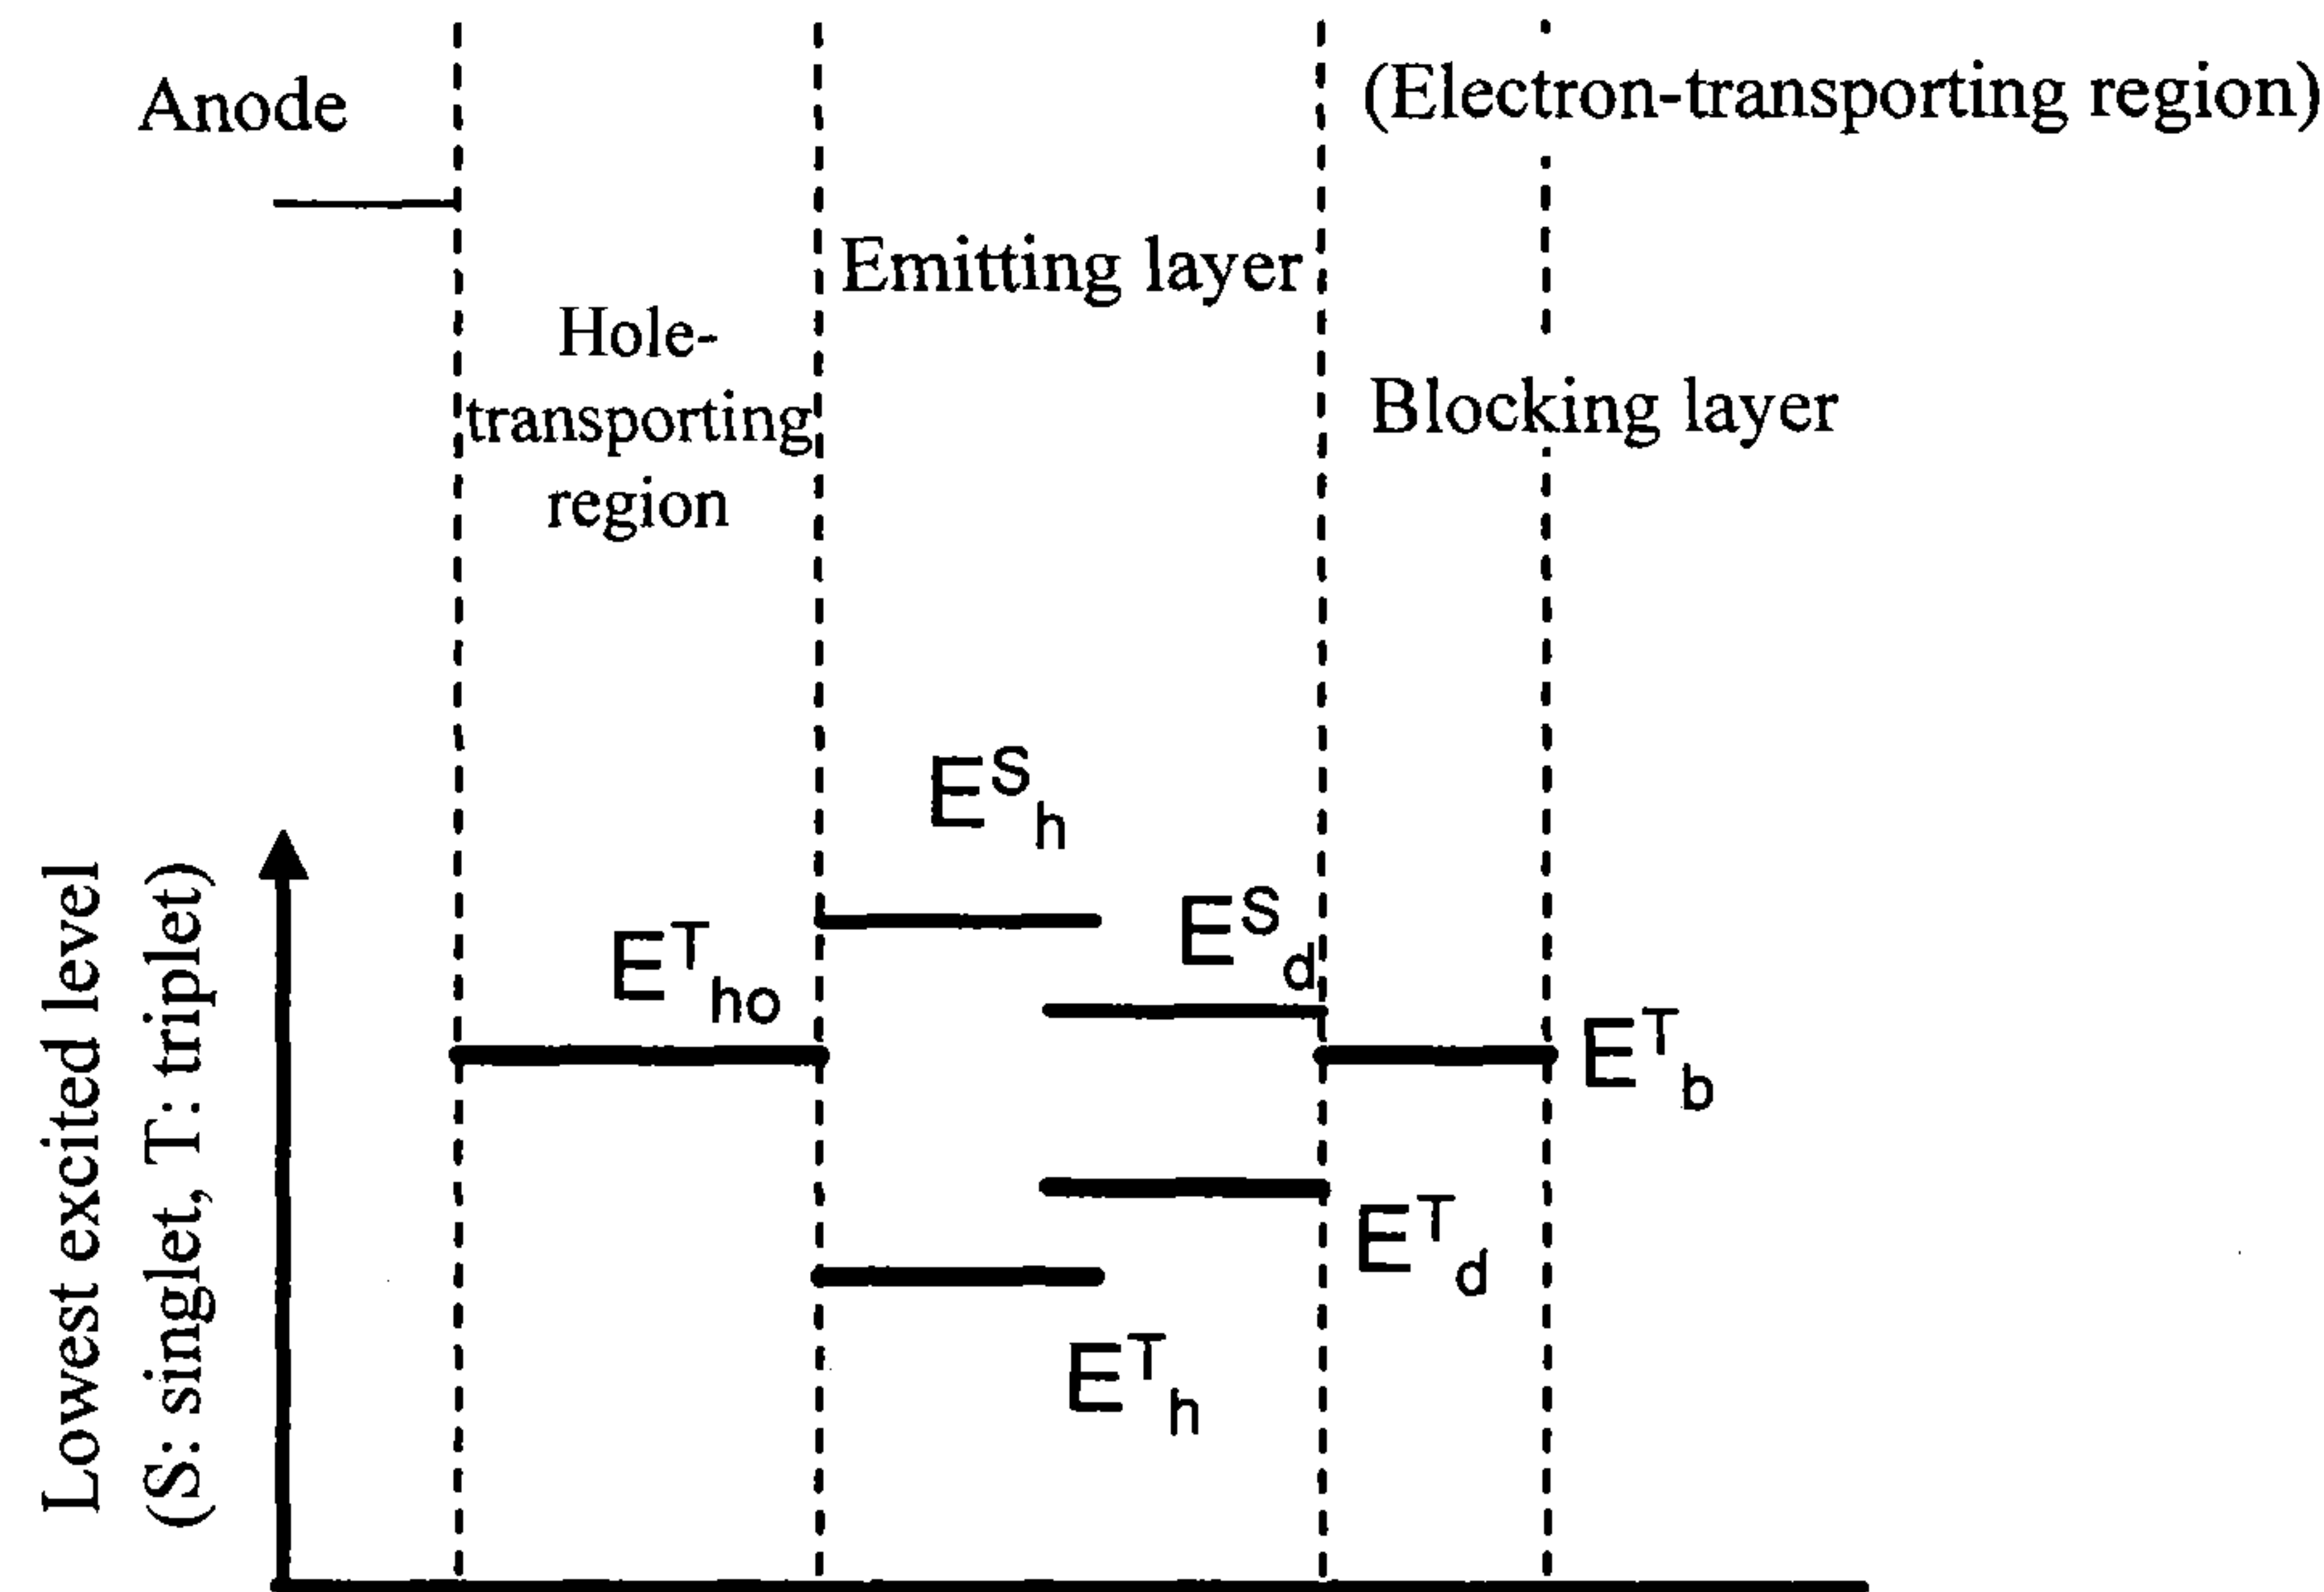 Anode
(Electron-transporting region)
Emitting layer
Hole-
transporting
region
Blocking layer
E^S_h
E^S_d
E^T_ho
E^T_b
E^T_d
E^T_h
Lowest excited level
(S: singlet, T: triplet)